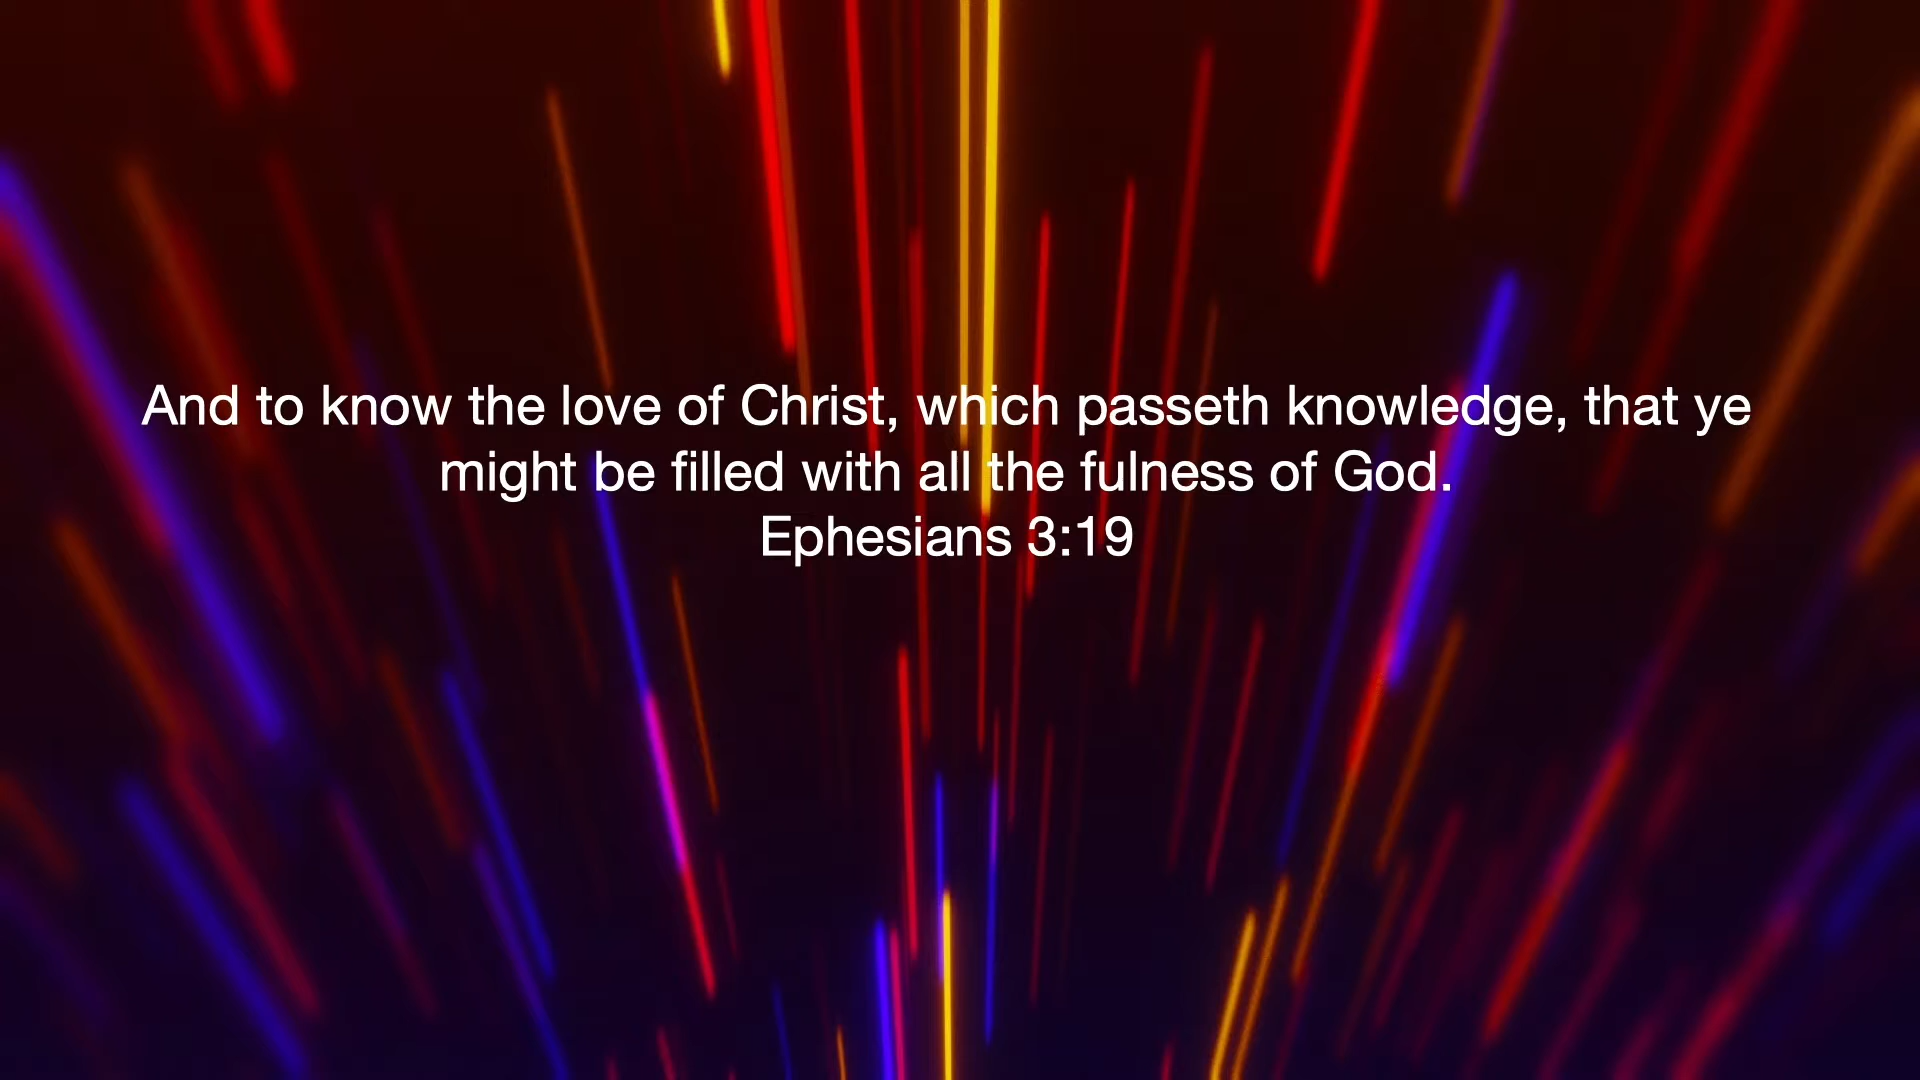 And to know the love of Christ, which passeth knowledge, that ye
might be filled with all the fulness of God.
Ephesians 3:19